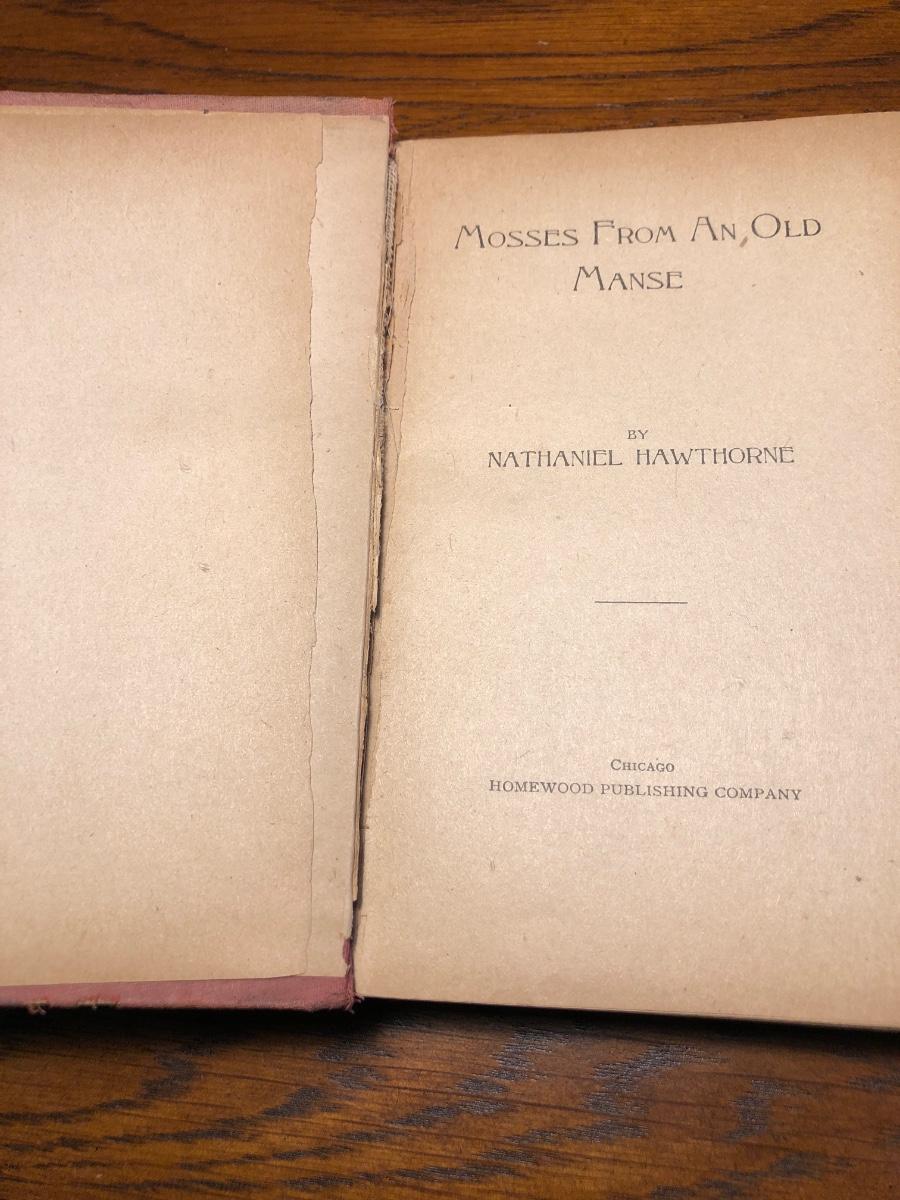 Mosses From An Old
Manse
BY
NATHANIEL HAWTHORNE
Chicago
HOMEWOOD PUBLISHING COMPANY